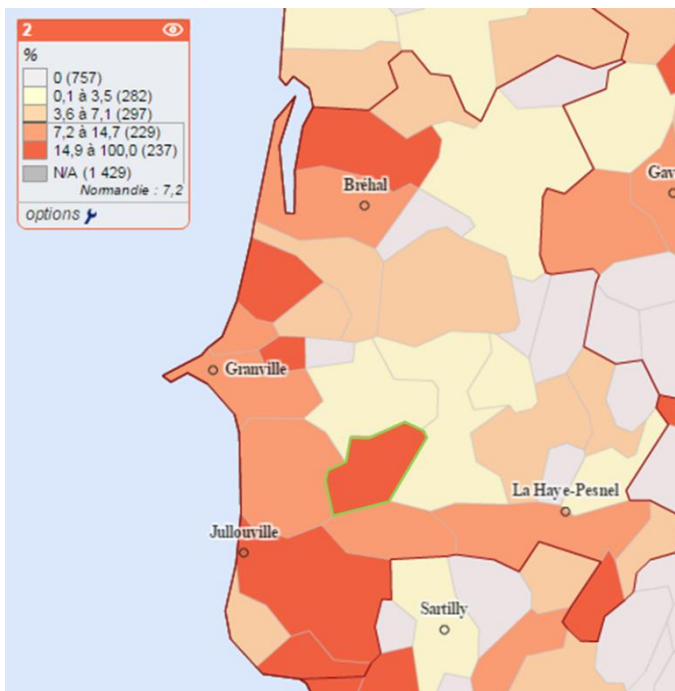 2
%
0 (757)
0,1 à 3,5 (282)
3,6 à 7,1 (297)
7,2 à 14,7 (229)
14,9 à 100,0 (237)
N/A (1 429)
Normandie : 7,2
options
Bréhal
Gav
Granville
La Haye-Pesnel
Jullouville
Sartilly